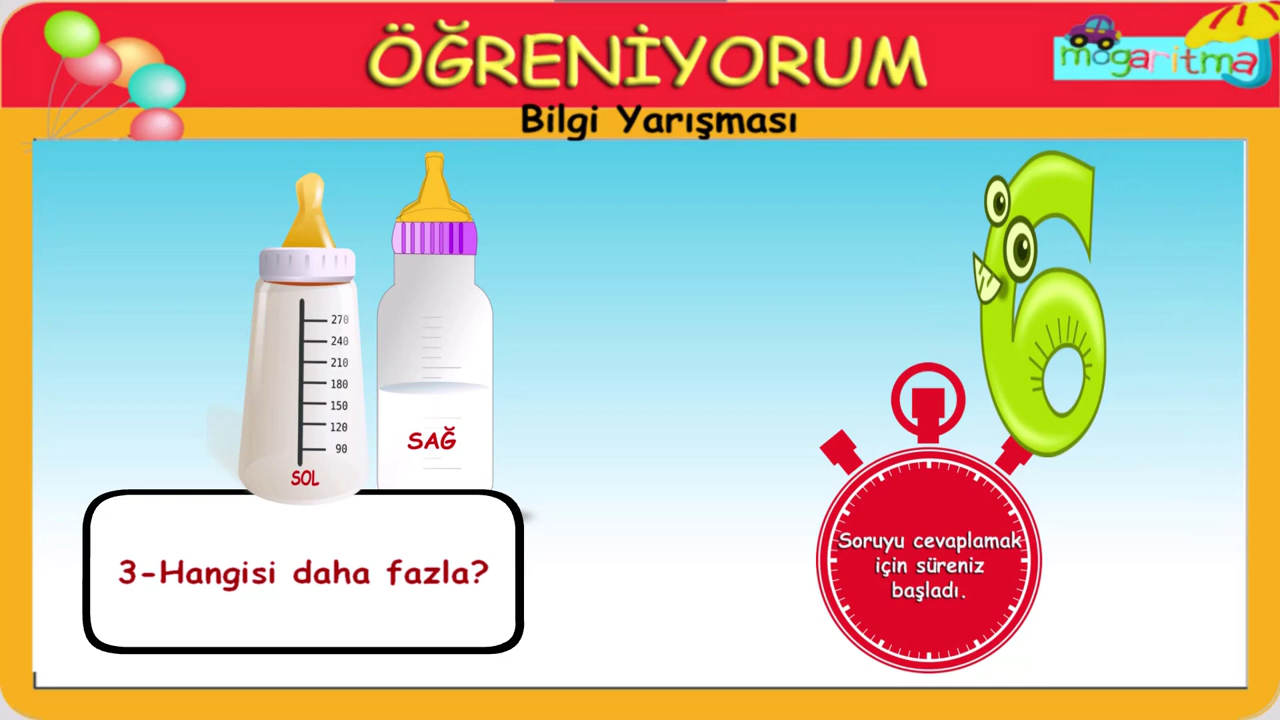 ÖĞRENİYORUM
mogaritma
Bilgi Yarışması
270
240
210
180
150
120
90
SOL
SAĞ
3-Hangisi daha fazla?
6
Soruyu cevaplamak
için süreniz
başladı.